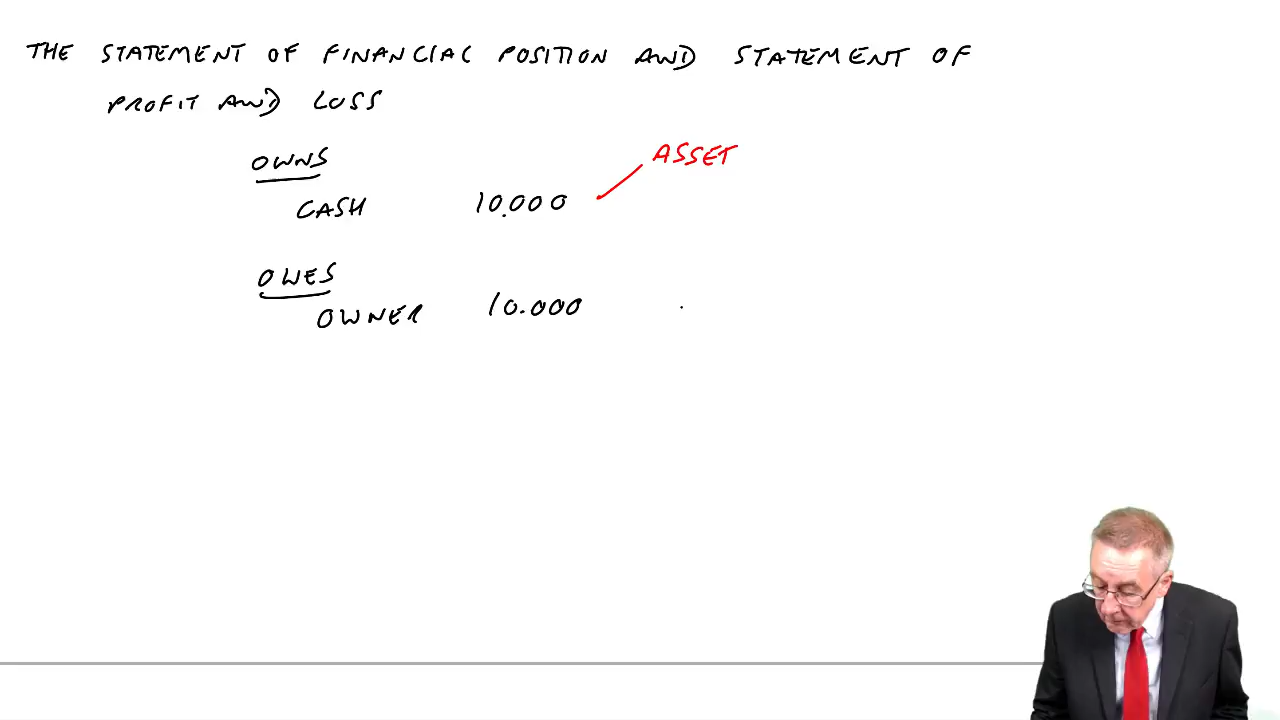 THE STATEMENT OF FINANCIAL POSITION AND STATEMENT OF
PROFIT AND LOSS
OWNS
ASSET
CASH 10.000
OWES
OWNER 10.000